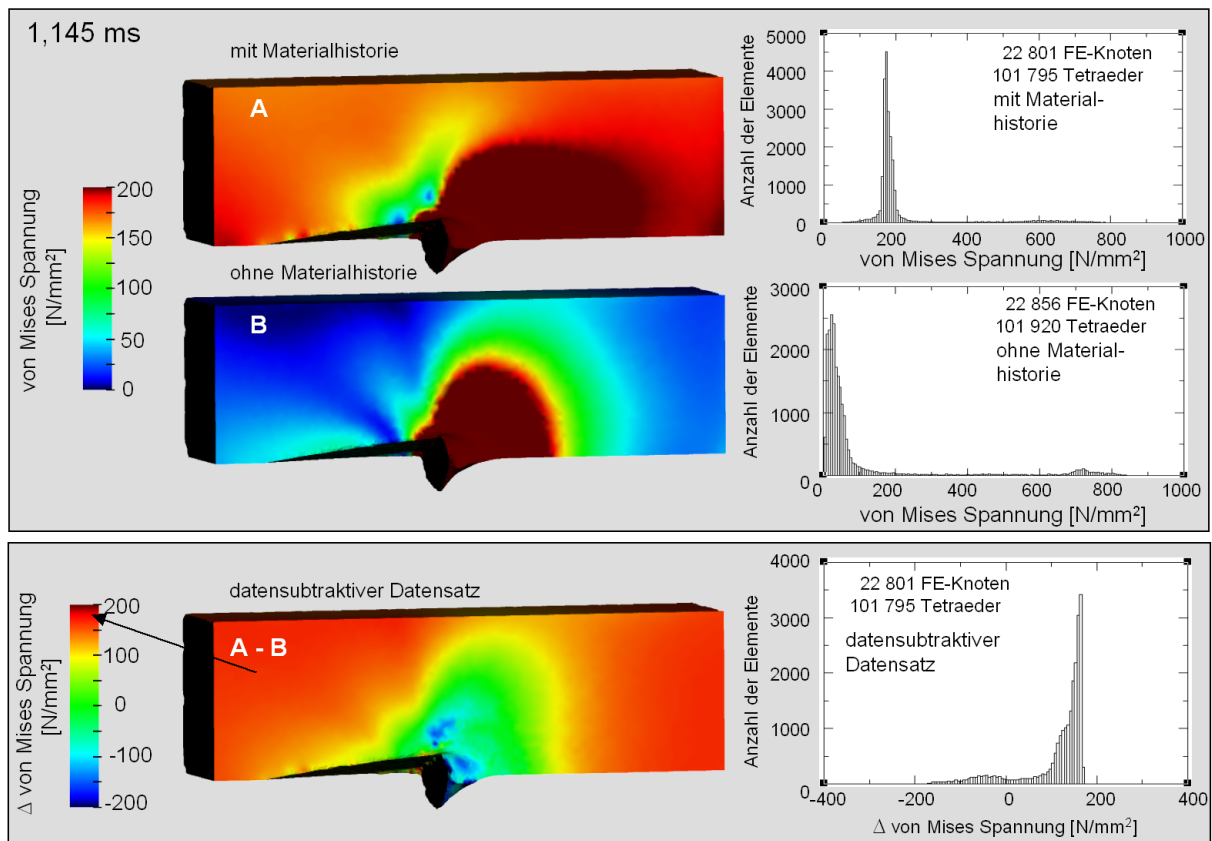 1,145 ms
mit Materialhistorie
A
von Mises Spannung
[N/mm²]
200
150
100
50
0
ohne Materialhistorie
B
Anzahl der Elemente
5000
4000
3000
2000
1000
0
22 801 FE-Knoten
101 795 Tetraeder
mit Material-
historie
0 200 400 600 800 1000
von Mises Spannung [N/mm²]
Anzahl der Elemente
3000
2000
1000
0
22 856 FE-Knoten
101 920 Tetraeder
ohne Material-
historie
0 200 400 600 800 1000
von Mises Spannung [N/mm²]
datensubtraktiver Datensatz
A - B
Δ von Mises Spannung
[N/mm²]
200
100
0
-100
-200
Anzahl der Elemente
4000
3000
2000
1000
0
22 801 FE-Knoten
101 795 Tetraeder
datensubtraktiver
Datensatz
-400 -200 0 200 400
Δ von Mises Spannung [N/mm²]